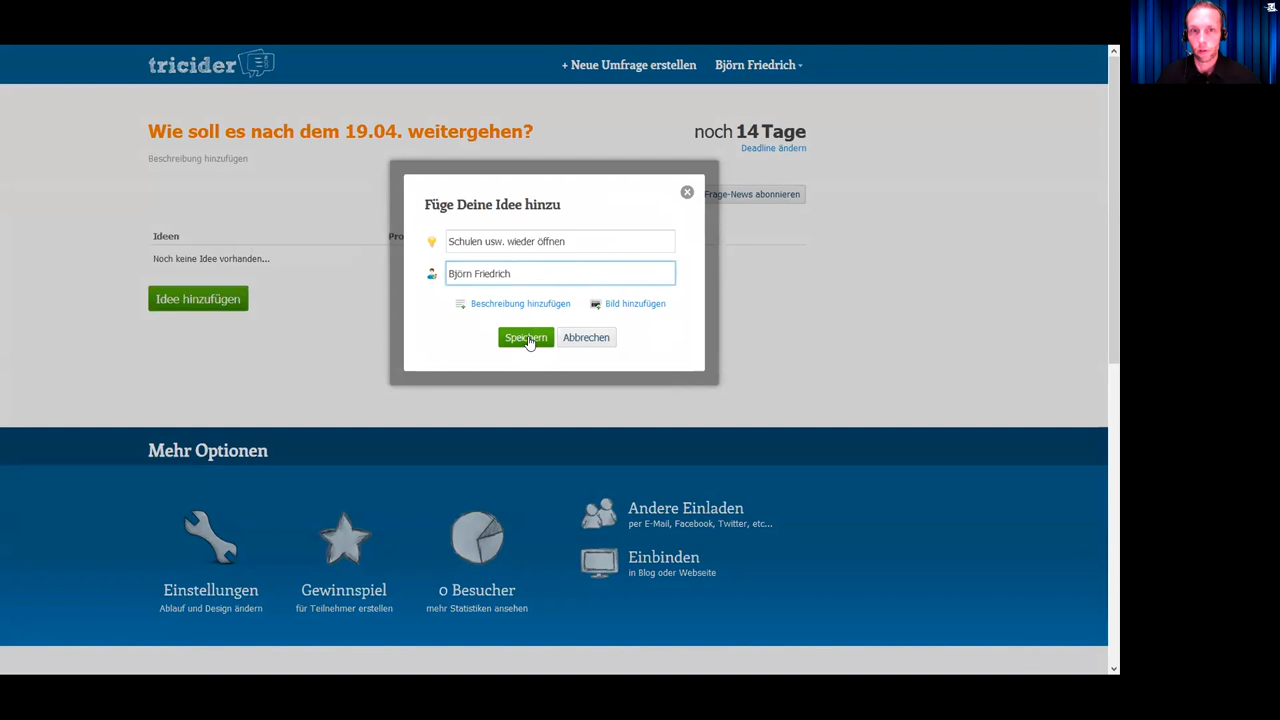 tricider
+ Neue Umfrage erstellen
Björn Friedrich
Wie soll es nach dem 19.04. weitergehen?
noch 14 Tage
Beschreibung hinzufügen
Deadline ändern
Frage-News abonnieren
Füge Deine Idee hinzu
Ideen
Pro
Schulen usw. wieder öffnen
Noch keine Idee vorhanden...
Björn Friedrich
Idee hinzufügen
Beschreibung hinzufügen
Bild hinzufügen
Speichern
Abbrechen
Mehr Optionen
Andere Einladen
per E-Mail, Facebook, Twitter, etc...
Einbinden
in Blog oder Webseite
Einstellungen
Ablauf und Design ändern
Gewinnspiel
für Teilnehmer erstellen
0 Besucher
mehr Statistiken ansehen